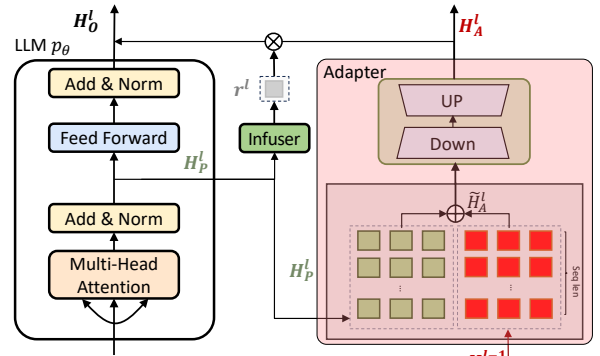 H_O^l
H_A^l
LLM p_θ
Adapter
Add & Norm
r^l
UP
Feed Forward
Infuser
Down
H_P^l
H̃_A^l
Add & Norm
H_P^l
Multi-Head
Attention
...
...
Seq len